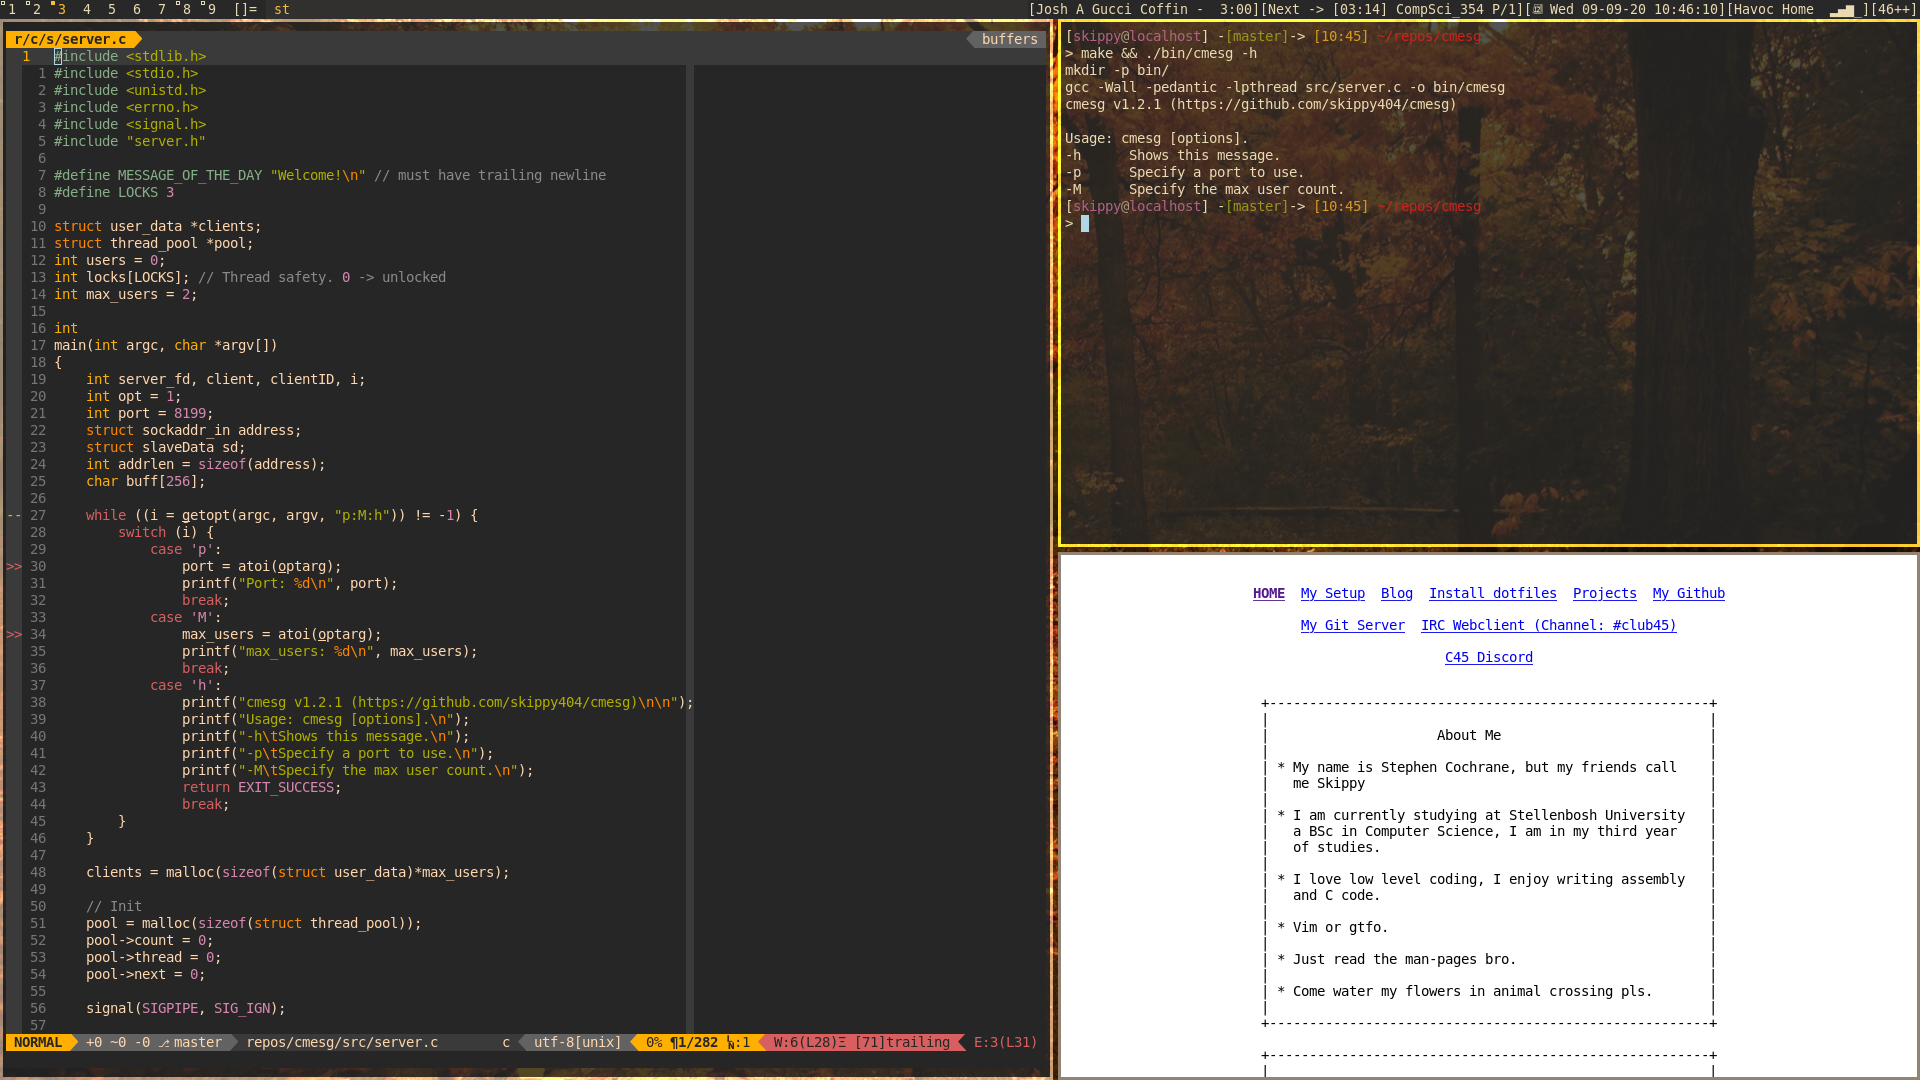 1 2 3 4 5 6 7 8 9 []= st [Josh A Gucci Coffin - 3:00][Next -> [03:14] CompSci_354 P/1][ Wed 09-09-20 10:46:10][Havoc Home ][46++]
r/c/s/server.c buffers
1 #include <stdlib.h>
1 #include <stdio.h>
2 #include <unistd.h>
3 #include <errno.h>
4 #include <signal.h>
5 #include "server.h"
6
7 #define MESSAGE_OF_THE_DAY "Welcome!\n" // must have trailing newline
8 #define LOCKS 3
9
10 struct user_data *clients;
11 struct thread_pool *pool;
12 int users = 0;
13 int locks[LOCKS]; // Thread safety. 0 -> unlocked
14 int max_users = 2;
15
16 int
17 main(int argc, char *argv[])
18 {
19 int server_fd, client, clientID, i;
20 int opt = 1;
21 int port = 8199;
22 struct sockaddr_in address;
23 struct slaveData sd;
24 int addrlen = sizeof(address);
25 char buff[256];
26
-- 27 while ((i = getopt(argc, argv, "p:M:h")) != -1) {
28 switch (i) {
29 case 'p':
>> 30 port = atoi(optarg);
31 printf("Port: %d\n", port);
32 break;
33 case 'M':
>> 34 max_users = atoi(optarg);
35 printf("max_users: %d\n", max_users);
36 break;
37 case 'h':
38 printf("cmesg v1.2.1 (https://github.com/skippy404/cmesg)\n\n");
39 printf("Usage: cmesg [options].\n");
40 printf("-h\tShows this message.\n");
41 printf("-p\tSpecify a port to use.\n");
42 printf("-M\tSpecify the max user count.\n");
43 return EXIT_SUCCESS;
44 break;
45 }
46 }
47
48 clients = malloc(sizeof(struct user_data)*max_users);
49
50 // Init
51 pool = malloc(sizeof(struct thread_pool));
52 pool->count = 0;
53 pool->thread = 0;
54 pool->next = 0;
55
56 signal(SIGPIPE, SIG_IGN);
57
NORMAL +0 ~0 -0 master repos/cmesg/src/server.c c utf-8[unix] 0% ¶1/282 :1 W:6(L28) [71]trailing E:3(L31)
[skippy@localhost] -[master]-> [10:45] ~/repos/cmesg
> make && ./bin/cmesg -h
mkdir -p bin/
gcc -Wall -pedantic -lpthread src/server.c -o bin/cmesg
cmesg v1.2.1 (https://github.com/skippy404/cmesg)
Usage: cmesg [options].
-h Shows this message.
-p Specify a port to use.
-M Specify the max user count.
[skippy@localhost] -[master]-> [10:45] ~/repos/cmesg
>
HOME My Setup Blog Install dotfiles Projects My Github
My Git Server IRC Webclient (Channel: #club45)
C45 Discord
+-------------------------------------------------------+
About Me
* My name is Stephen Cochrane, but my friends call
me Skippy
* I am currently studying at Stellenbosh University
a BSc in Computer Science, I am in my third year
of studies.
* I love low level coding, I enjoy writing assembly
and C code.
* Vim or gtfo.
* Just read the man-pages bro.
* Come water my flowers in animal crossing pls.
+-------------------------------------------------------+
+-------------------------------------------------------+